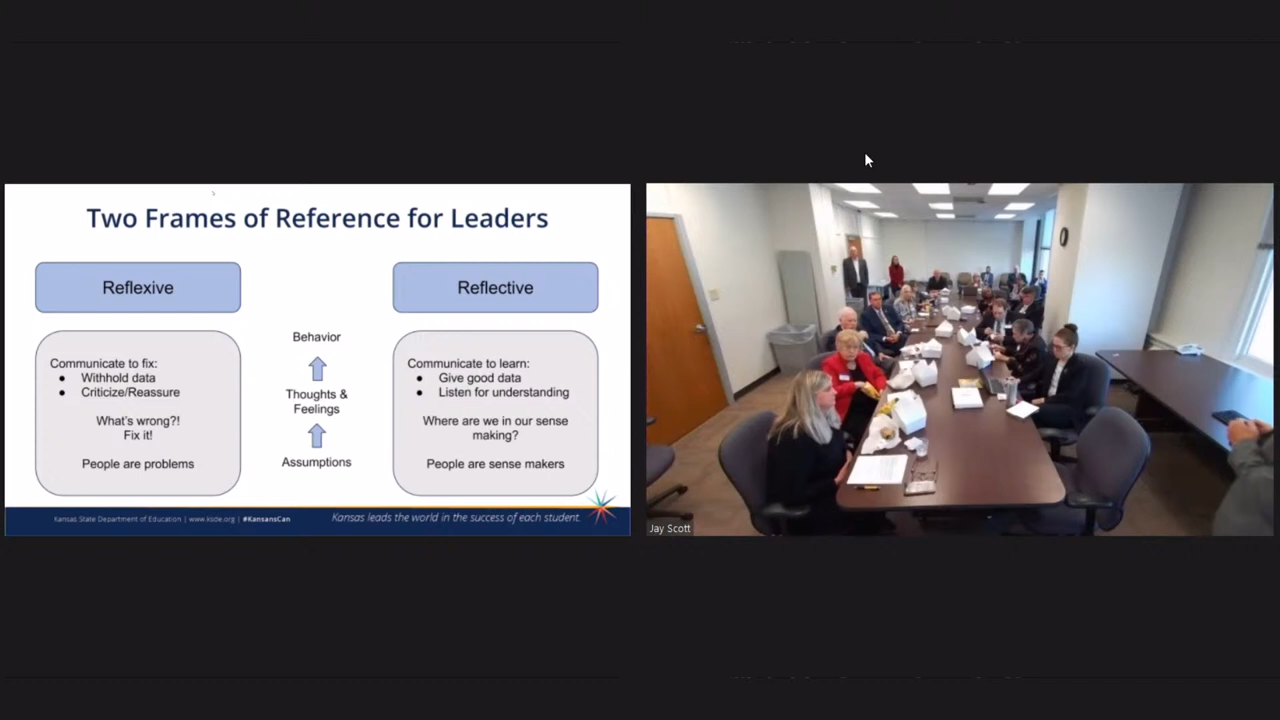 Two Frames of Reference for Leaders
Reflexive
Reflective
Communicate to fix:
● Withhold data
● Criticize/Reassure
What's wrong?!
Fix it!
People are problems
Behavior
Thoughts &
Feelings
Assumptions
Communicate to learn:
● Give good data
● Listen for understanding
Where are we in our sense
making?
People are sense makers
Kansas State Department of Education | www.ksde.org | #KansansCan
Kansas leads the world in the success of each student.
Jay Scott